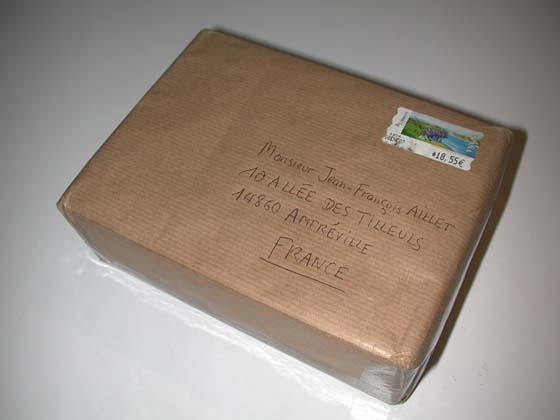 *18,55€
Monsieur Jean-François AILLET
10 ALLÉE DES TILLEULS
14860 AMFRÉVILLE
FRANCE